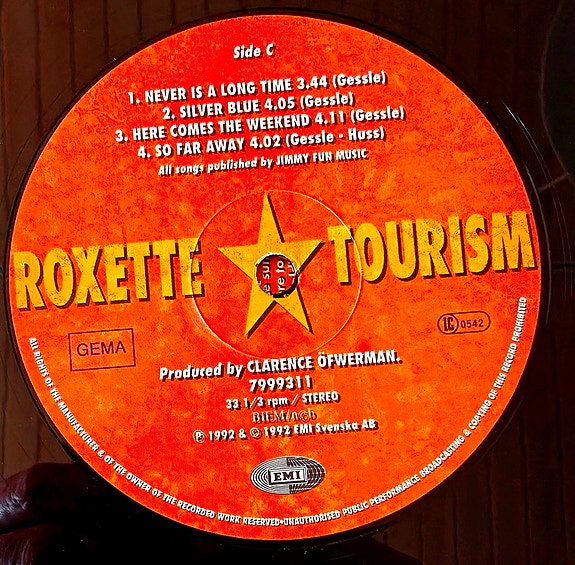 Side C
1. NEVER IS A LONG TIME 3.44 (Gessle)
2. SILVER BLUE 4.05 (Gessle)
3. HERE COMES THE WEEKEND 4.11 (Gessle)
4. SO FAR AWAY 4.02 (Gessle - Huss)
All songs published by JIMMY FUN MUSIC
ROXETTE TOURISM
GEMA
LC 0542
Produced by CLARENCE ÖFWERMAN.
7999311
33 1/3 rpm / STEREO
BIEM/n©b
℗ 1992 & © 1992 EMI Svenska AB
EMI
ALL RIGHTS OF THE MANUFACTURER & OF THE OWNER OF THE RECORDED WORK RESERVED•UNAUTHORISED PUBLIC PERFORMANCE BROADCASTING & COPYING OF THIS RECORD PROHIBITED